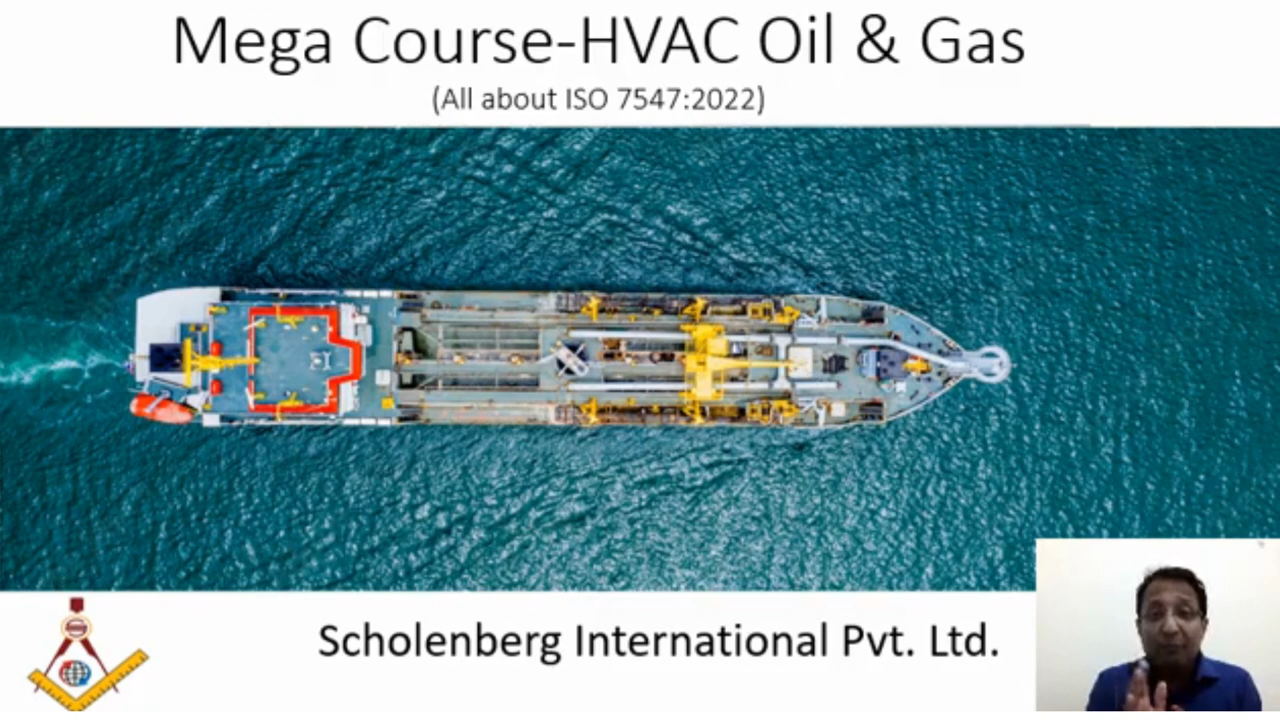 Mega Course-HVAC Oil & Gas
(All about ISO 7547:2022)
Scholenberg International Pvt. Ltd.